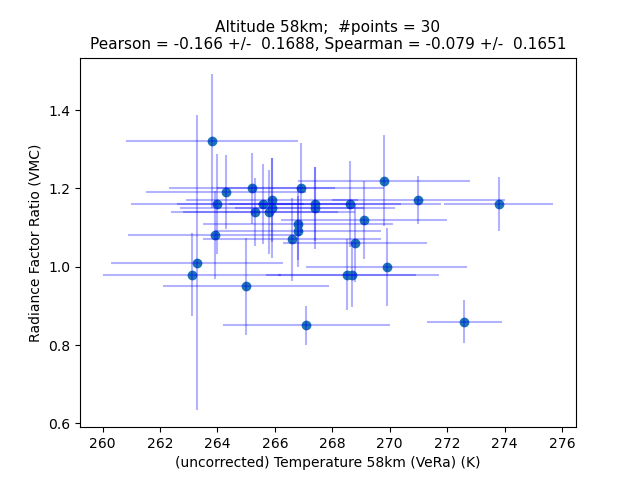 Altitude 58km;  #points = 30
Pearson = -0.166 +/-  0.1688, Spearman = -0.079 +/-  0.1651
Radiance Factor Ratio (VMC)
1.4
1.2
1.0
0.8
0.6
260 262 264 266 268 270 272 274 276
(uncorrected) Temperature 58km (VeRa) (K)